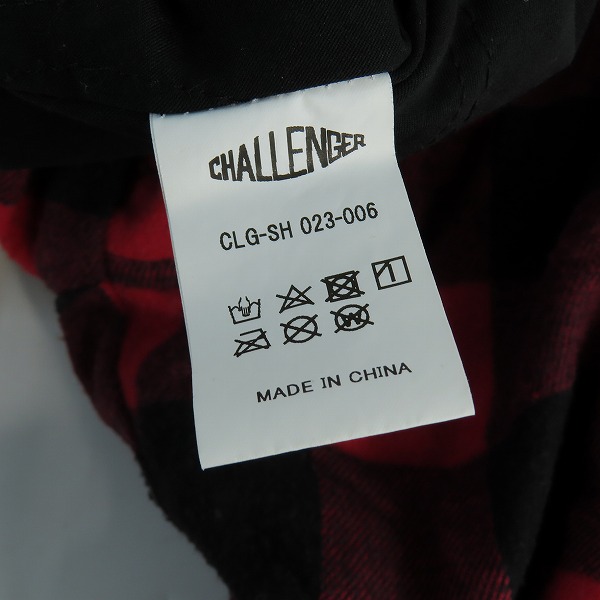 CHALLENGER
CLG-SH 023-006
W
MADE IN CHINA